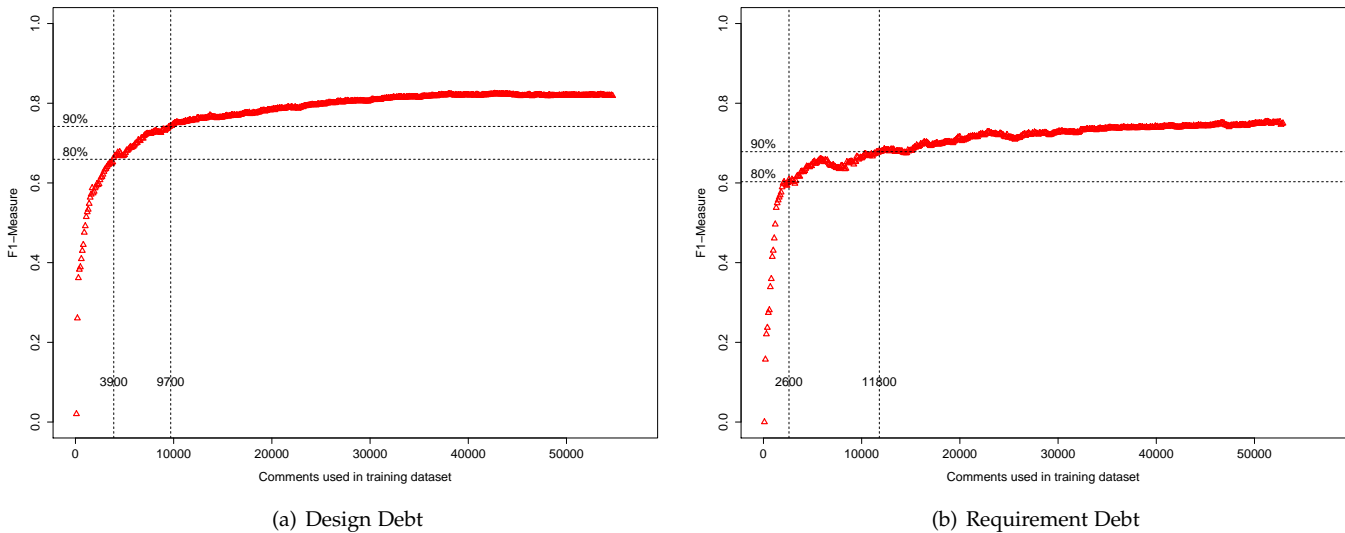 1.0
0.8
0.6
0.4
0.2
0.0
F1−Measure
90%
80%
3900 9700
0 10000 20000 30000 40000 50000
Comments used in training dataset
(a) Design Debt
1.0
0.8
0.6
0.4
0.2
0.0
F1−Measure
90%
80%
2600 11800
0 10000 20000 30000 40000 50000
Comments used in training dataset
(b) Requirement Debt